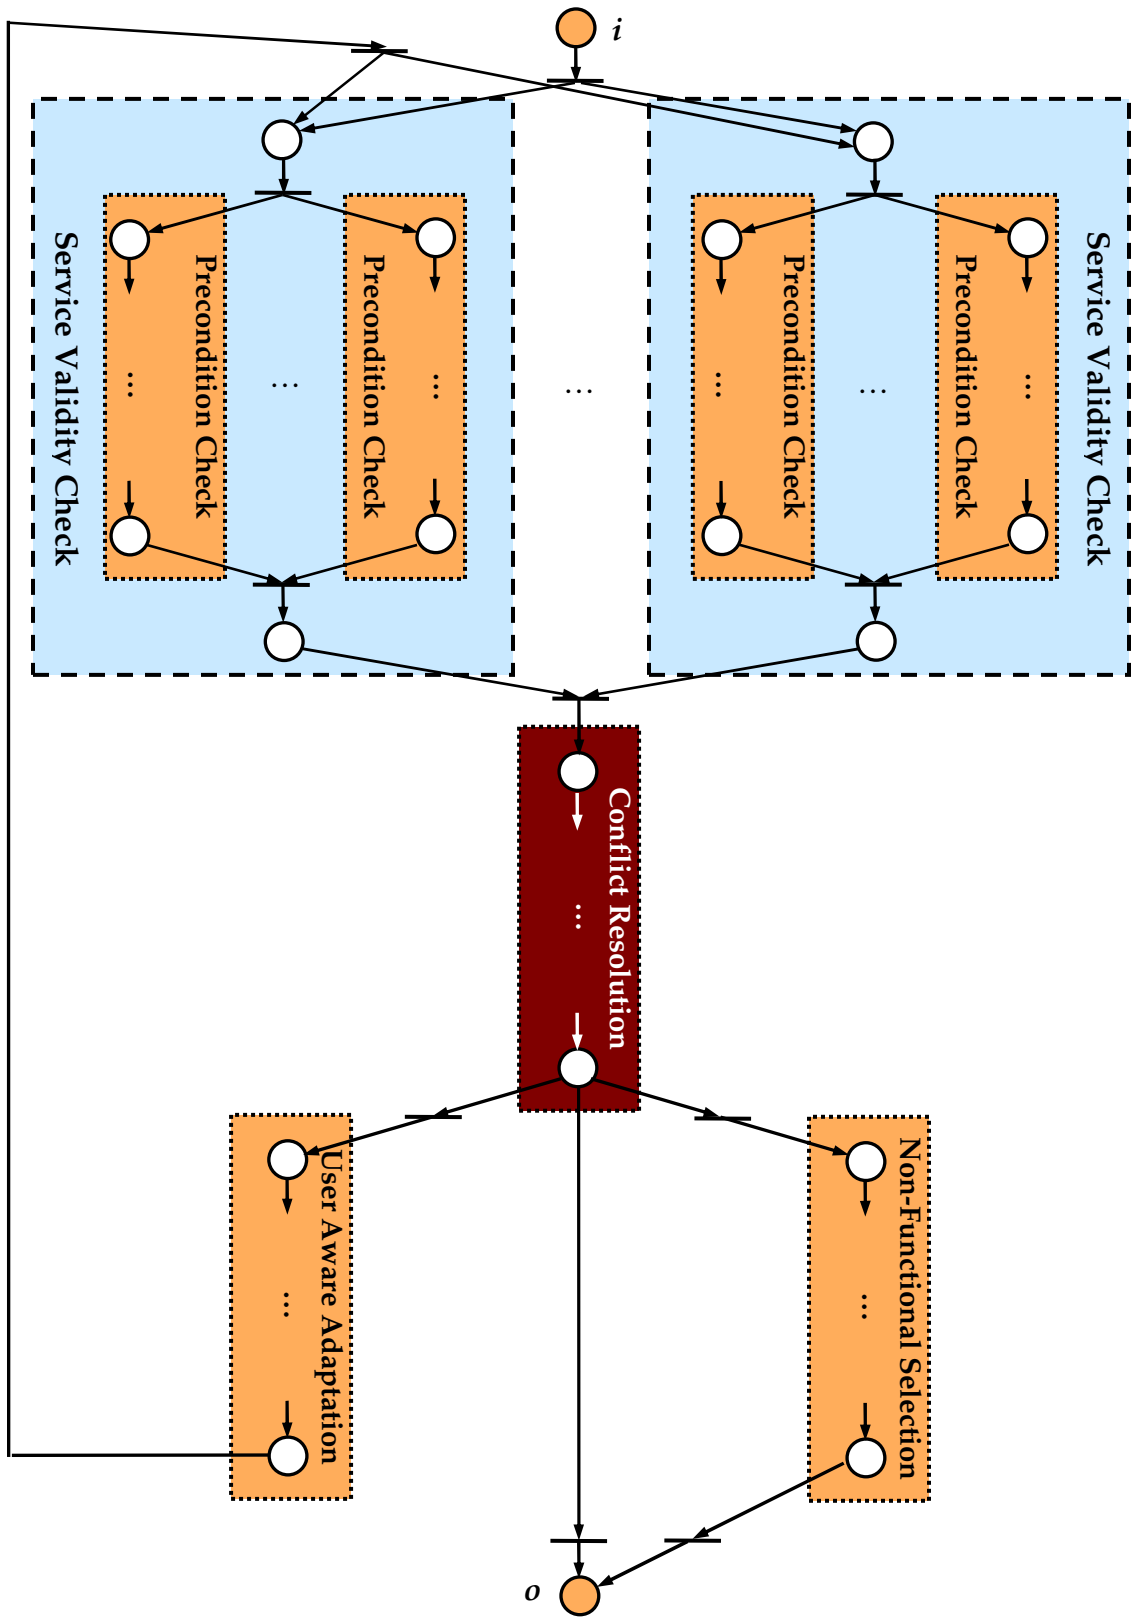 i
Service Validity Check
Precondition Check
Precondition Check
Precondition Check
Precondition Check
Service Validity Check
...
...
...
...
...
...
...
Conflict Resolution
...
User Aware Adaptation
...
Non-Functional Selection
...
o